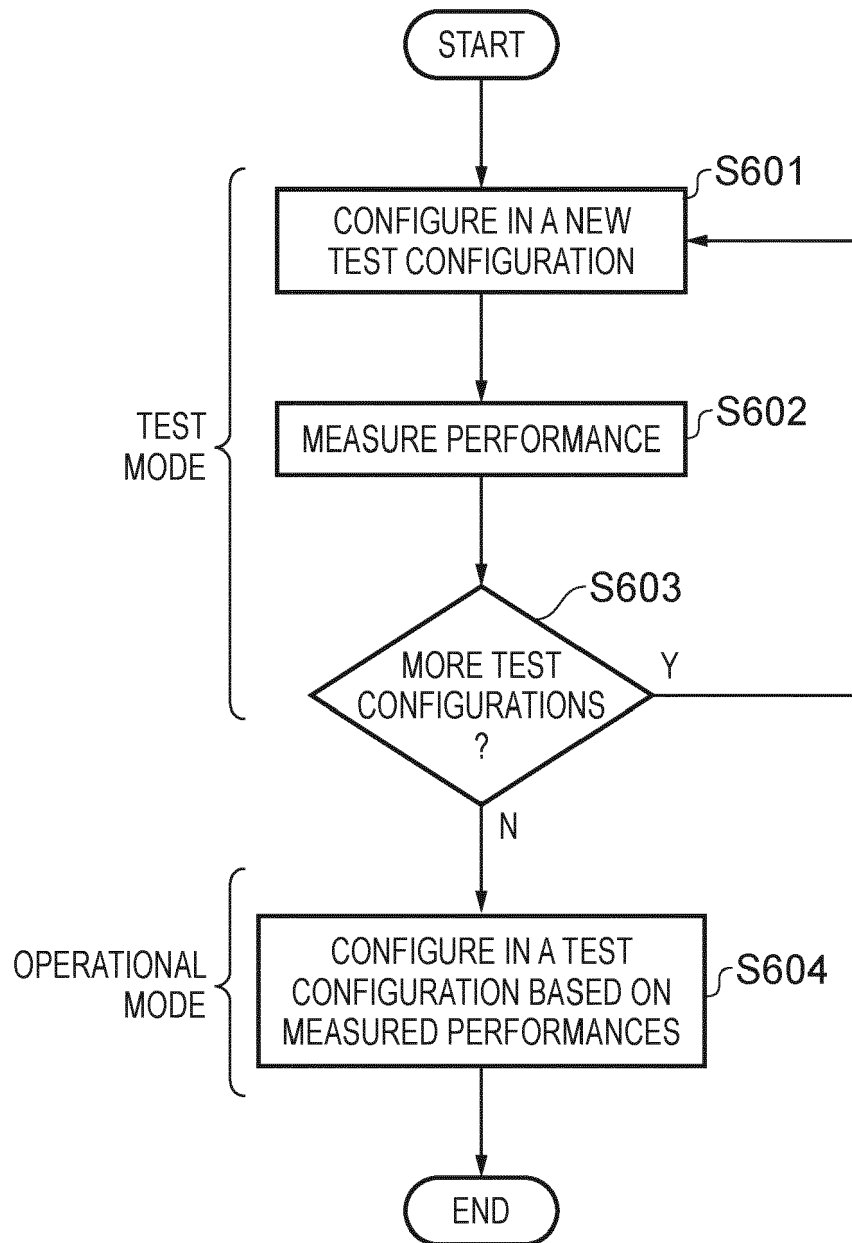 START
S601
CONFIGURE IN A NEW
TEST CONFIGURATION
S602
MEASURE PERFORMANCE
TEST
MODE
S603
MORE TEST
CONFIGURATIONS
?
Y
N
OPERATIONAL
MODE
CONFIGURE IN A TEST
CONFIGURATION BASED ON
MEASURED PERFORMANCES
S604
END